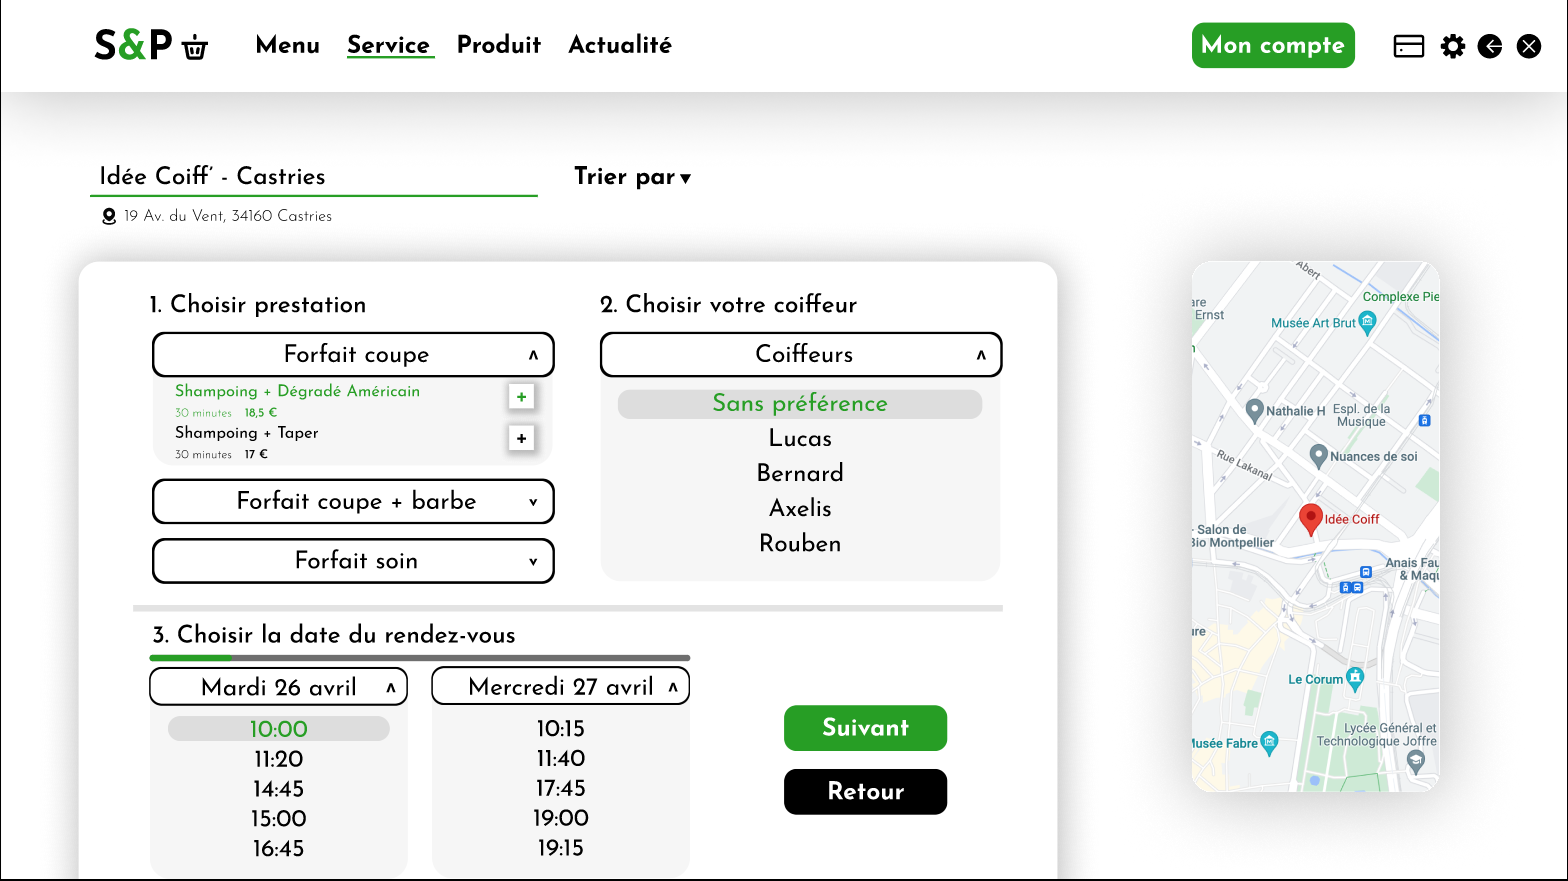 S&P
Menu
Service
Produit
Actualité
Mon compte
Idée Coiff' - Castries
Trier par
19 Av. du Vent, 34160 Castries
1. Choisir prestation
Forfait coupe
Shampoing + Dégradé Américain
30 minutes 18,5 €
Shampoing + Taper
30 minutes 17 €
Forfait coupe + barbe
Forfait soin
2. Choisir votre coiffeur
Coiffeurs
Sans préférence
Lucas
Bernard
Axelis
Rouben
3. Choisir la date du rendez-vous
Mardi 26 avril
10:00
11:20
14:45
15:00
16:45
Mercredi 27 avril
10:15
11:40
17:45
19:00
19:15
Suivant
Retour
Abert
Complexe Pie
are
Ernst
Musée Art Brut
n
Nathalie H
Espl. de la
Musique
Rue Lakanal
Nuances de soi
Idée Coiff
- Salon de
Bio Montpellier
Anais Fau
& Maqu
ure
Le Corum
Lycée Général et
Technologique Joffre
Musée Fabre